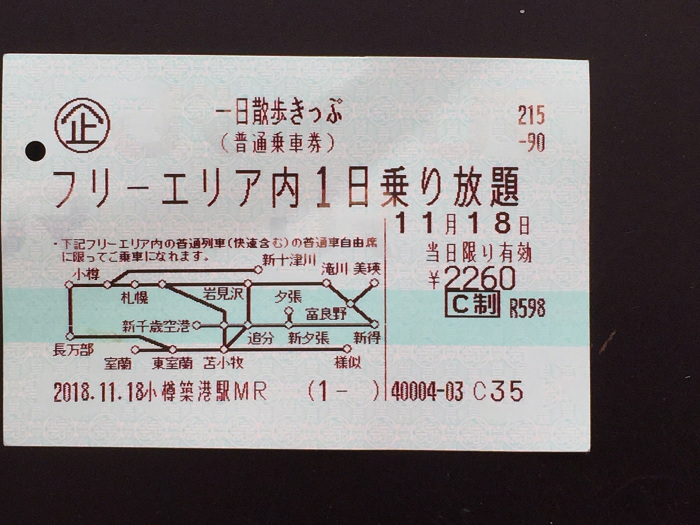 企
一日散歩きっぷ
215
(普通乗車券)
-90
フリーエリア内1日乗り放題
11月18日
・下記フリーエリア内の普通列車(快速含む)の普通車自由席
に限ってご乗車になれます。
当日限り有効
¥2260
C制 R598
新十津川
小樽
滝川 美瑛
札幌
岩見沢
夕張
富良野
新千歳空港
追分
新夕張
新得
長万部
室蘭
東室蘭
苫小牧
様似
2018.11.18小樽築港駅MR (1- ) 40004-03 C35